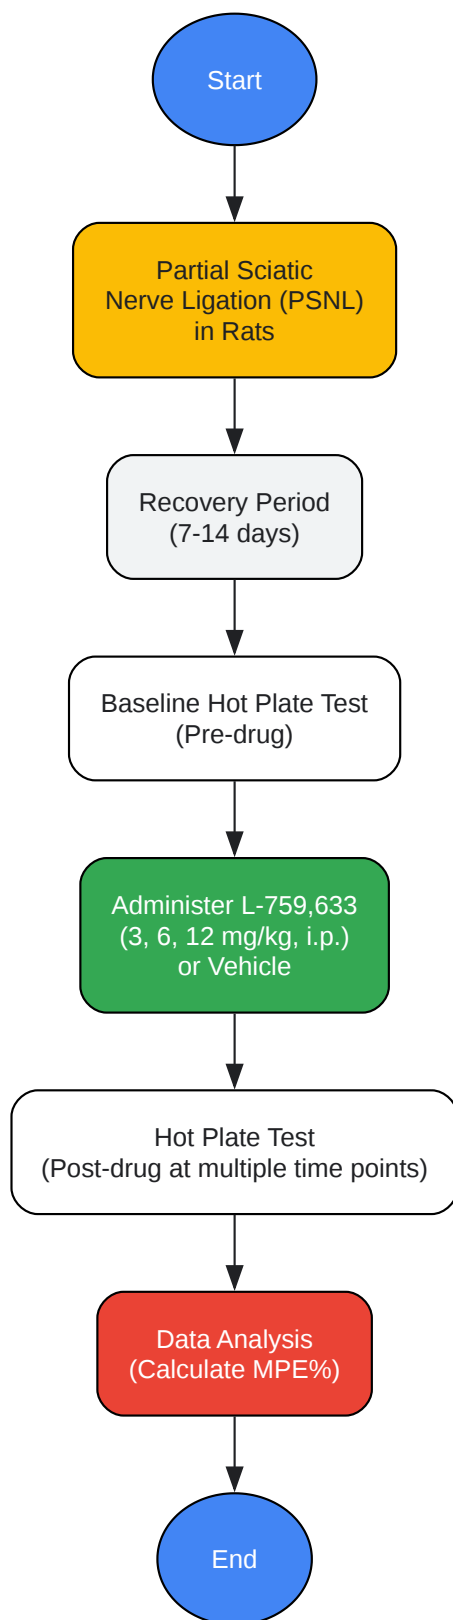 Start
Partial Sciatic
Nerve Ligation (PSNL)
in Rats
Recovery Period
(7-14 days)
Baseline Hot Plate Test
(Pre-drug)
Administer L-759,633
(3, 6, 12 mg/kg, i.p.)
or Vehicle
Hot Plate Test
(Post-drug at multiple time points)
Data Analysis
(Calculate MPE%)
End